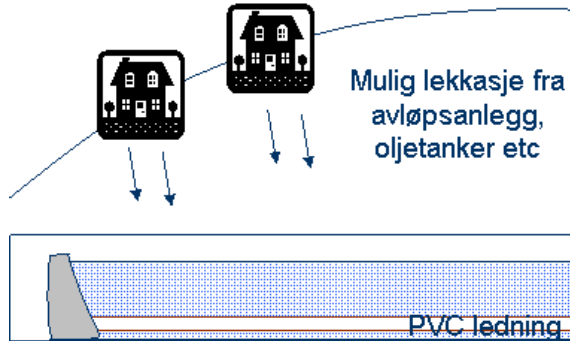 Mulig lekkasje fra
avløpsanlegg,
oljetanker etc
PVC ledning